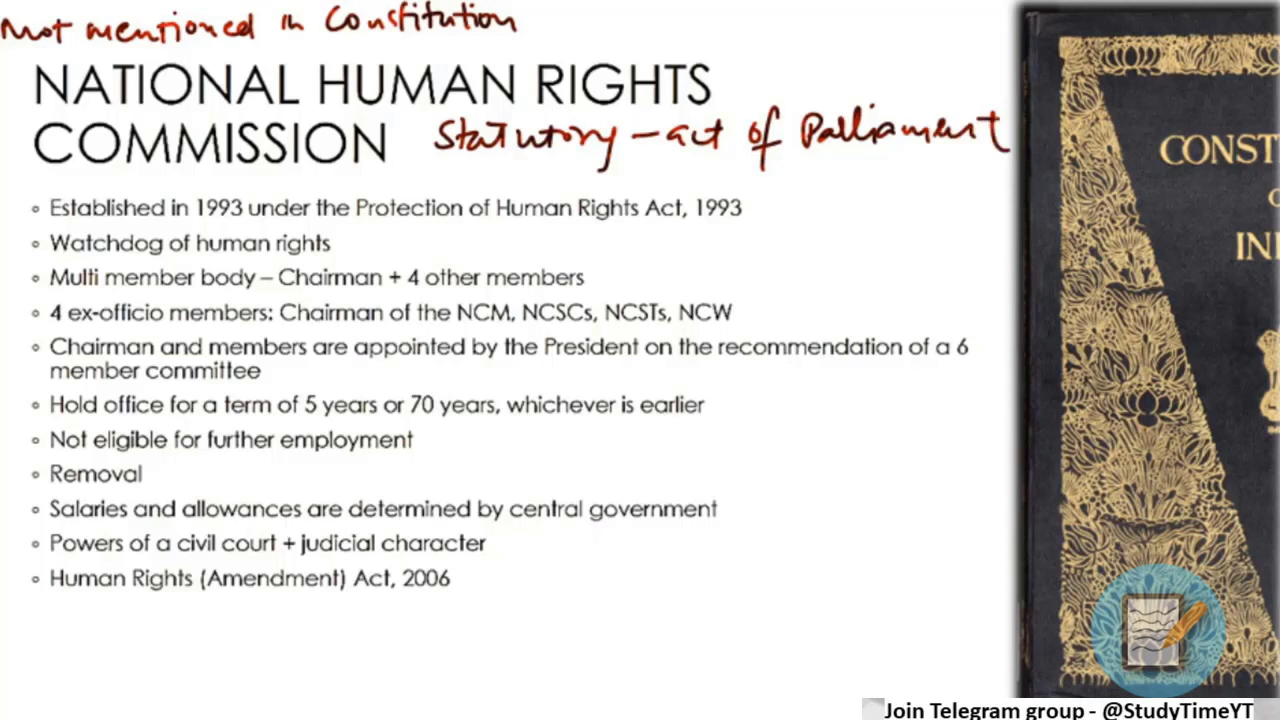 Not mentioned in Constitution
NATIONAL HUMAN RIGHTS
COMMISSION Statutory – act of Parliament
◦ Established in 1993 under the Protection of Human Rights Act, 1993
◦ Watchdog of human rights
◦ Multi member body – Chairman + 4 other members
◦ 4 ex-officio members: Chairman of the NCM, NCSCs, NCSTs, NCW
◦ Chairman and members are appointed by the President on the recommendation of a 6
member committee
◦ Hold office for a term of 5 years or 70 years, whichever is earlier
◦ Not eligible for further employment
◦ Removal
◦ Salaries and allowances are determined by central government
◦ Powers of a civil court + judicial character
◦ Human Rights (Amendment) Act, 2006
CONST
O
IN
Join Telegram group - @StudyTimeYT